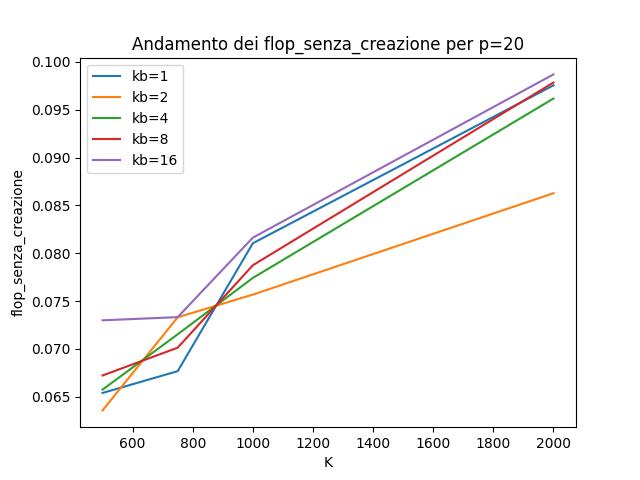 Andamento dei flop_senza_creazione per p=20
kb=1
kb=2
kb=4
kb=8
kb=16
flop_senza_creazione
0.100
0.095
0.090
0.085
0.080
0.075
0.070
0.065
600 800 1000 1200 1400 1600 1800 2000
K